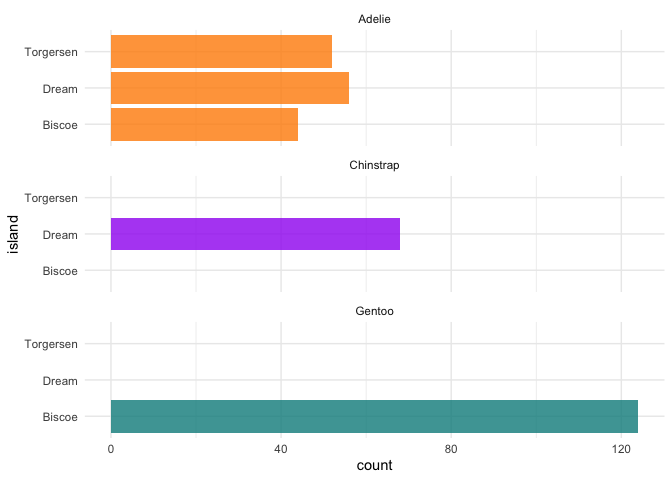 Adelie
Torgersen
Dream
Biscoe
Chinstrap
Torgersen
Dream
Biscoe
island
Gentoo
Torgersen
Dream
Biscoe
0 40 80 120
count